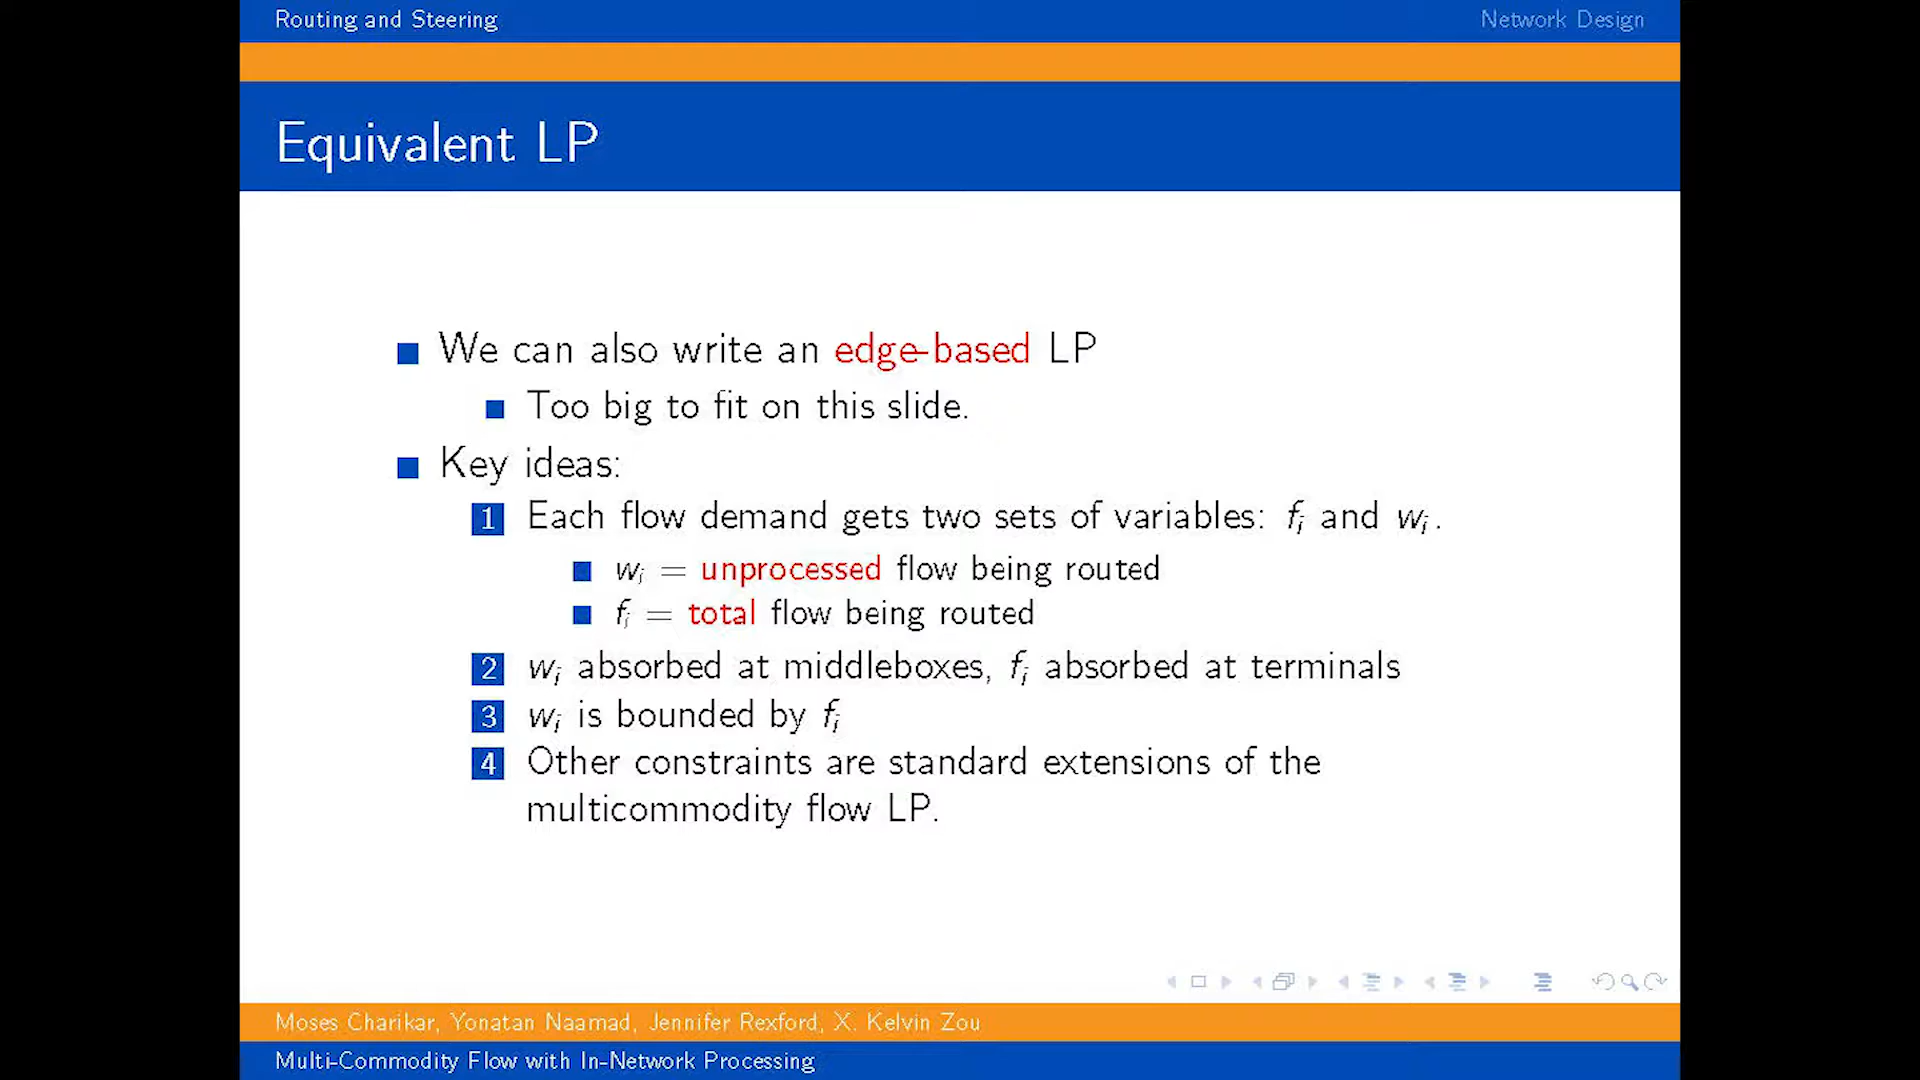 Routing and Steering
Network Design
Equivalent LP
We can also write an edge-based LP
Too big to fit on this slide.
Key ideas:
1 Each flow demand gets two sets of variables: fᵢ and wᵢ.
wᵢ = unprocessed flow being routed
fᵢ = total flow being routed
2 wᵢ absorbed at middleboxes, fᵢ absorbed at terminals
3 wᵢ is bounded by fᵢ
4 Other constraints are standard extensions of the
multicommodity flow LP.
Moses Charikar, Yonatan Naamad, Jennifer Rexford, X. Kelvin Zou
Multi-Commodity Flow with In-Network Processing